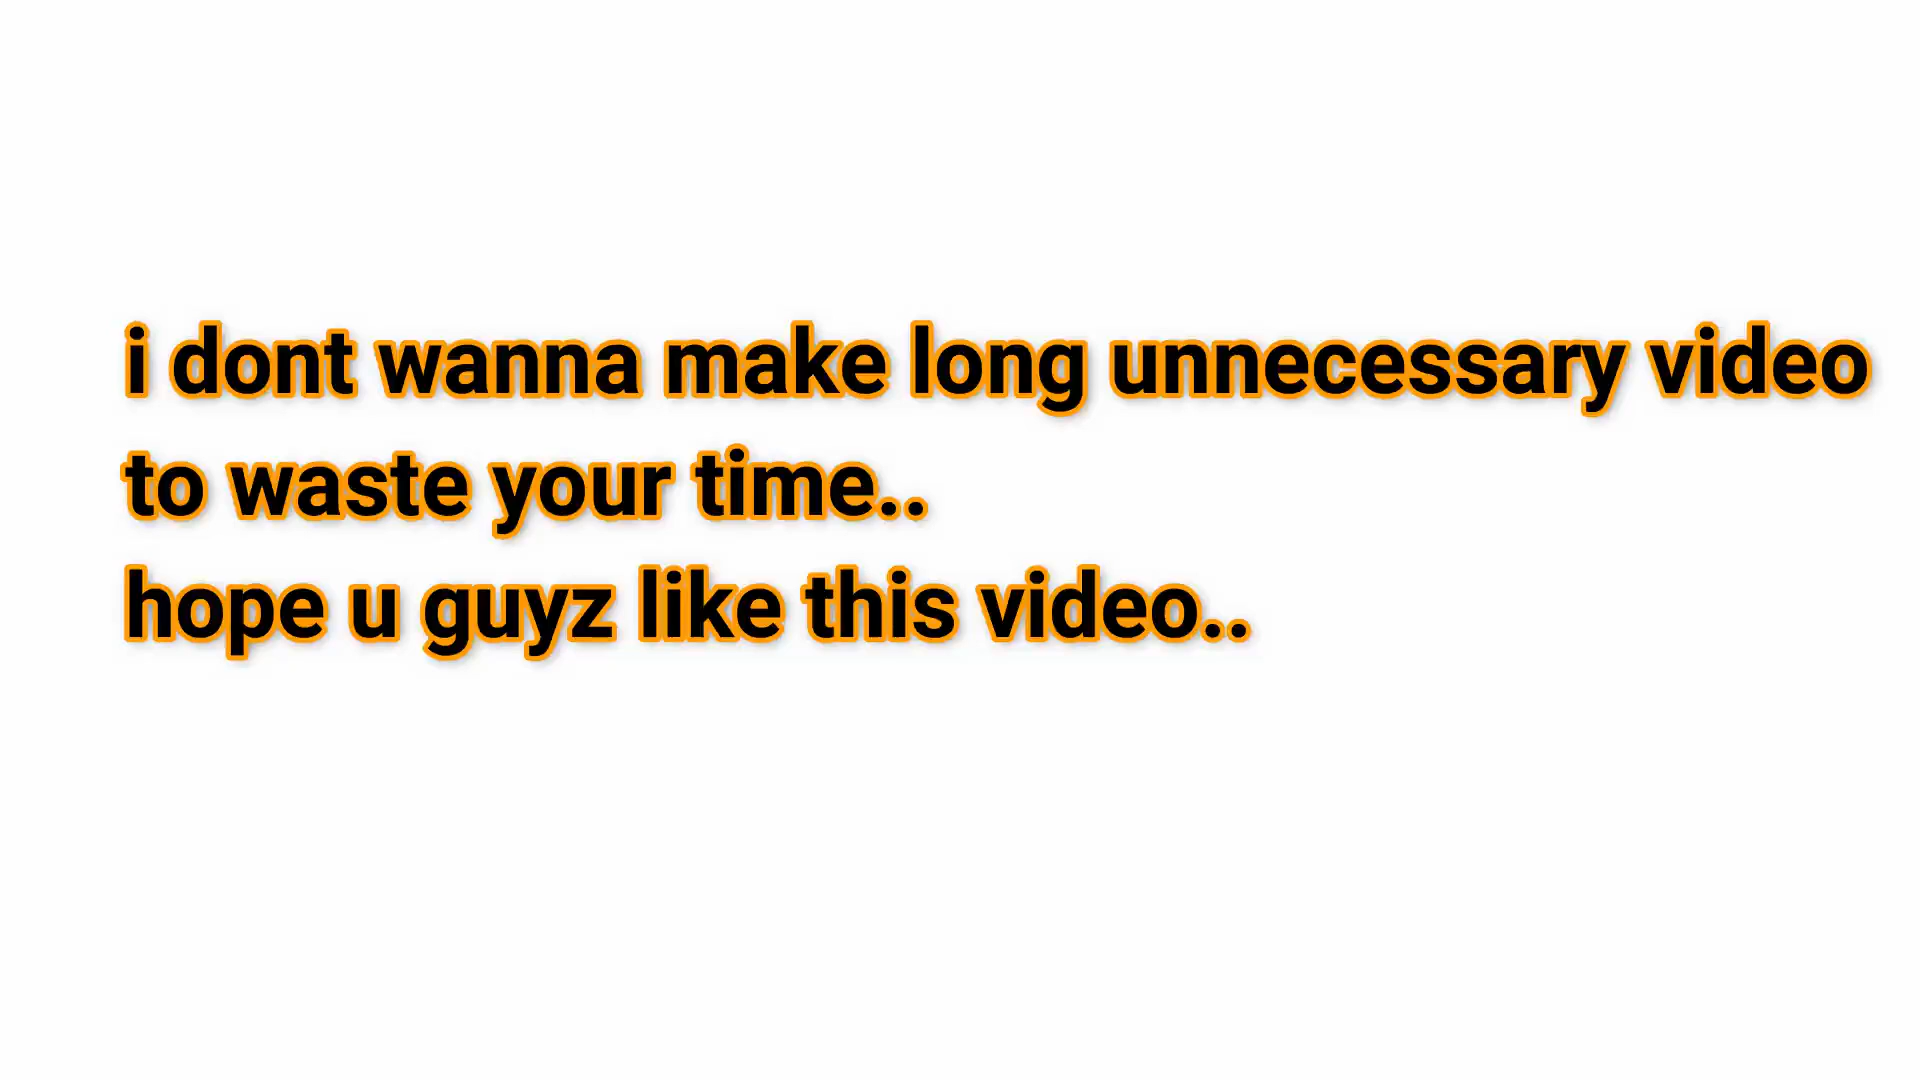 i dont wanna make long unnecessary video
to waste your time..
hope u guyz like this video..